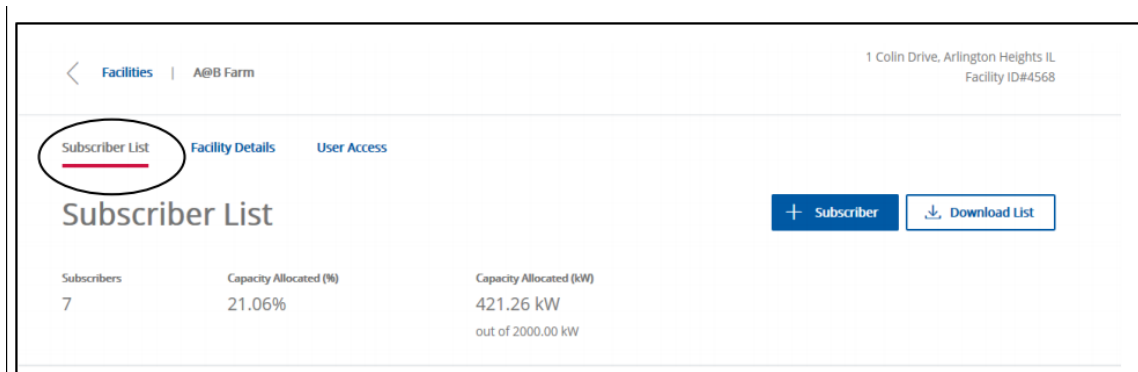 Facilities | A@B Farm
1 Colin Drive, Arlington Heights IL
Facility ID#4568
Subscriber List Facility Details User Access
Subscriber List
+ Subscriber Download List
Subscribers Capacity Allocated (%) Capacity Allocated (kW)
7 21.06% 421.26 kW
out of 2000.00 kW